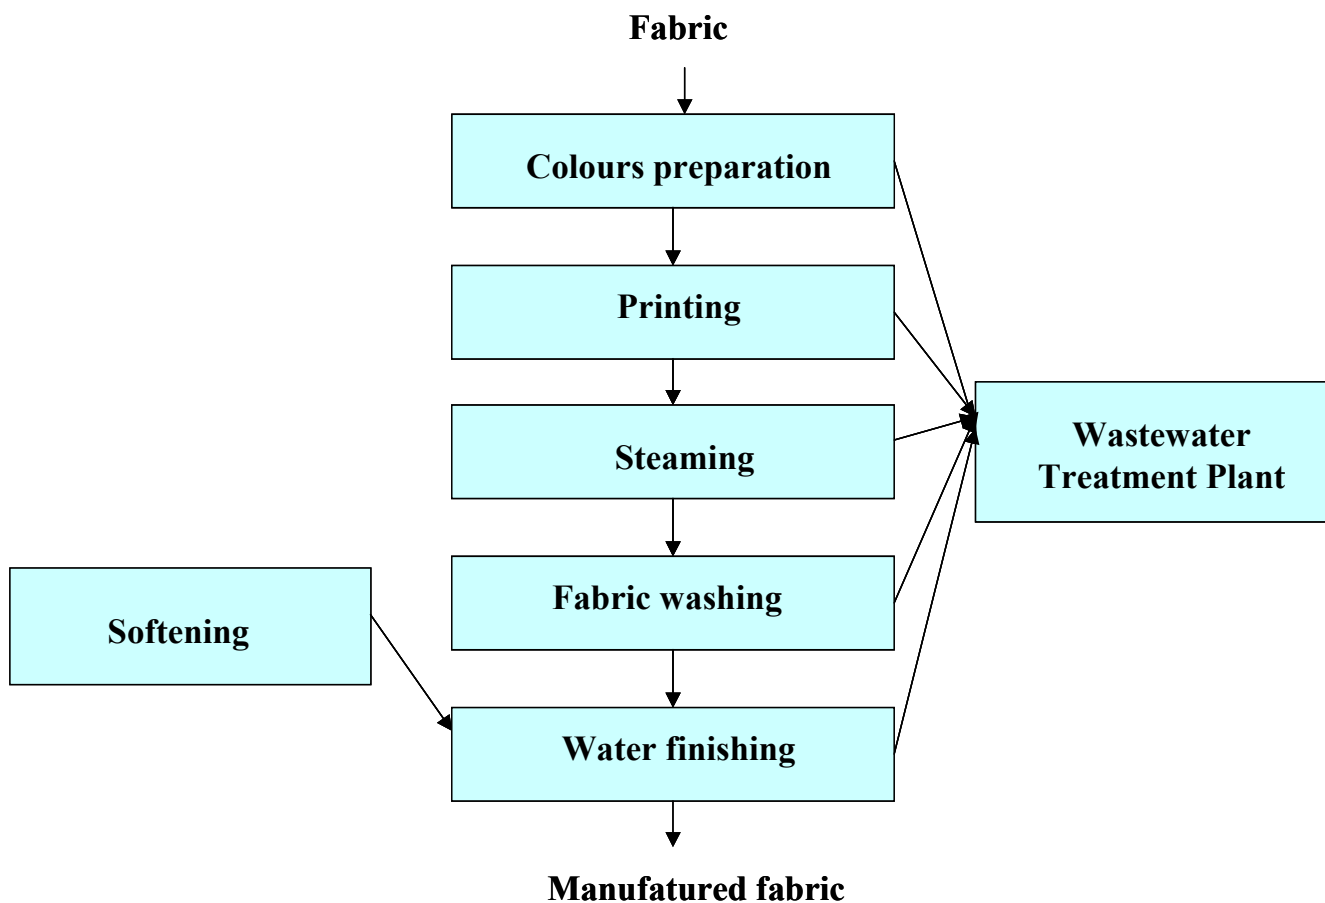 Fabric
Colours preparation
Printing
Steaming
Wastewater
Treatment Plant
Fabric washing
Softening
Water finishing
Manufatured fabric